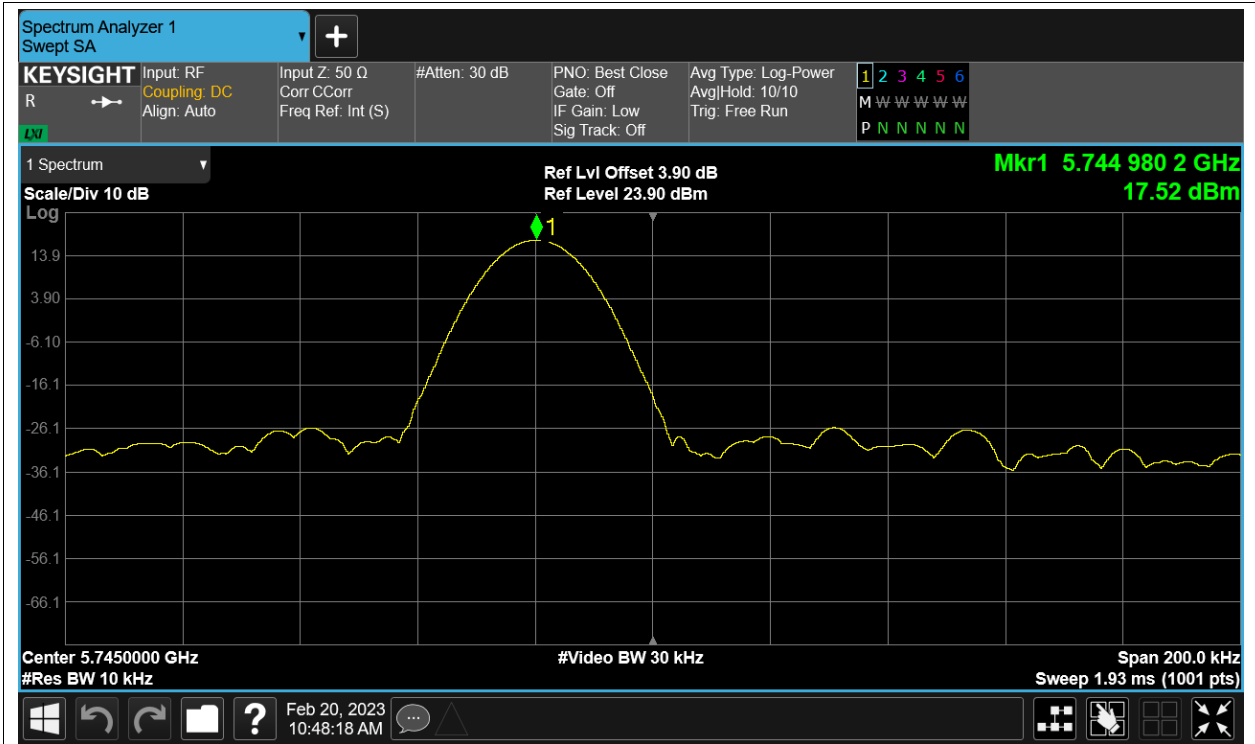 Spectrum Analyzer 1
Swept SA
KEYSIGHT
R
LXI
Input: RF
Coupling: DC
Align: Auto
Input Z: 50 Ω
Corr CCorr
Freq Ref: Int (S)
#Atten: 30 dB
PNO: Best Close
Gate: Off
IF Gain: Low
Sig Track: Off
Avg Type: Log-Power
Avg|Hold: 10/10
Trig: Free Run
1 2 3 4 5 6
M W W W W W W
P N N N N N
1 Spectrum
Scale/Div 10 dB
Log
Ref Lvl Offset 3.90 dB
Ref Level 23.90 dBm
Mkr1 5.744 980 2 GHz
17.52 dBm
1
13.9
3.90
-6.10
-16.1
-26.1
-36.1
-46.1
-56.1
-66.1
Center 5.7450000 GHz
#Video BW 30 kHz
Span 200.0 kHz
#Res BW 10 kHz
Sweep 1.93 ms (1001 pts)
?
Feb 20, 2023
10:48:18 AM